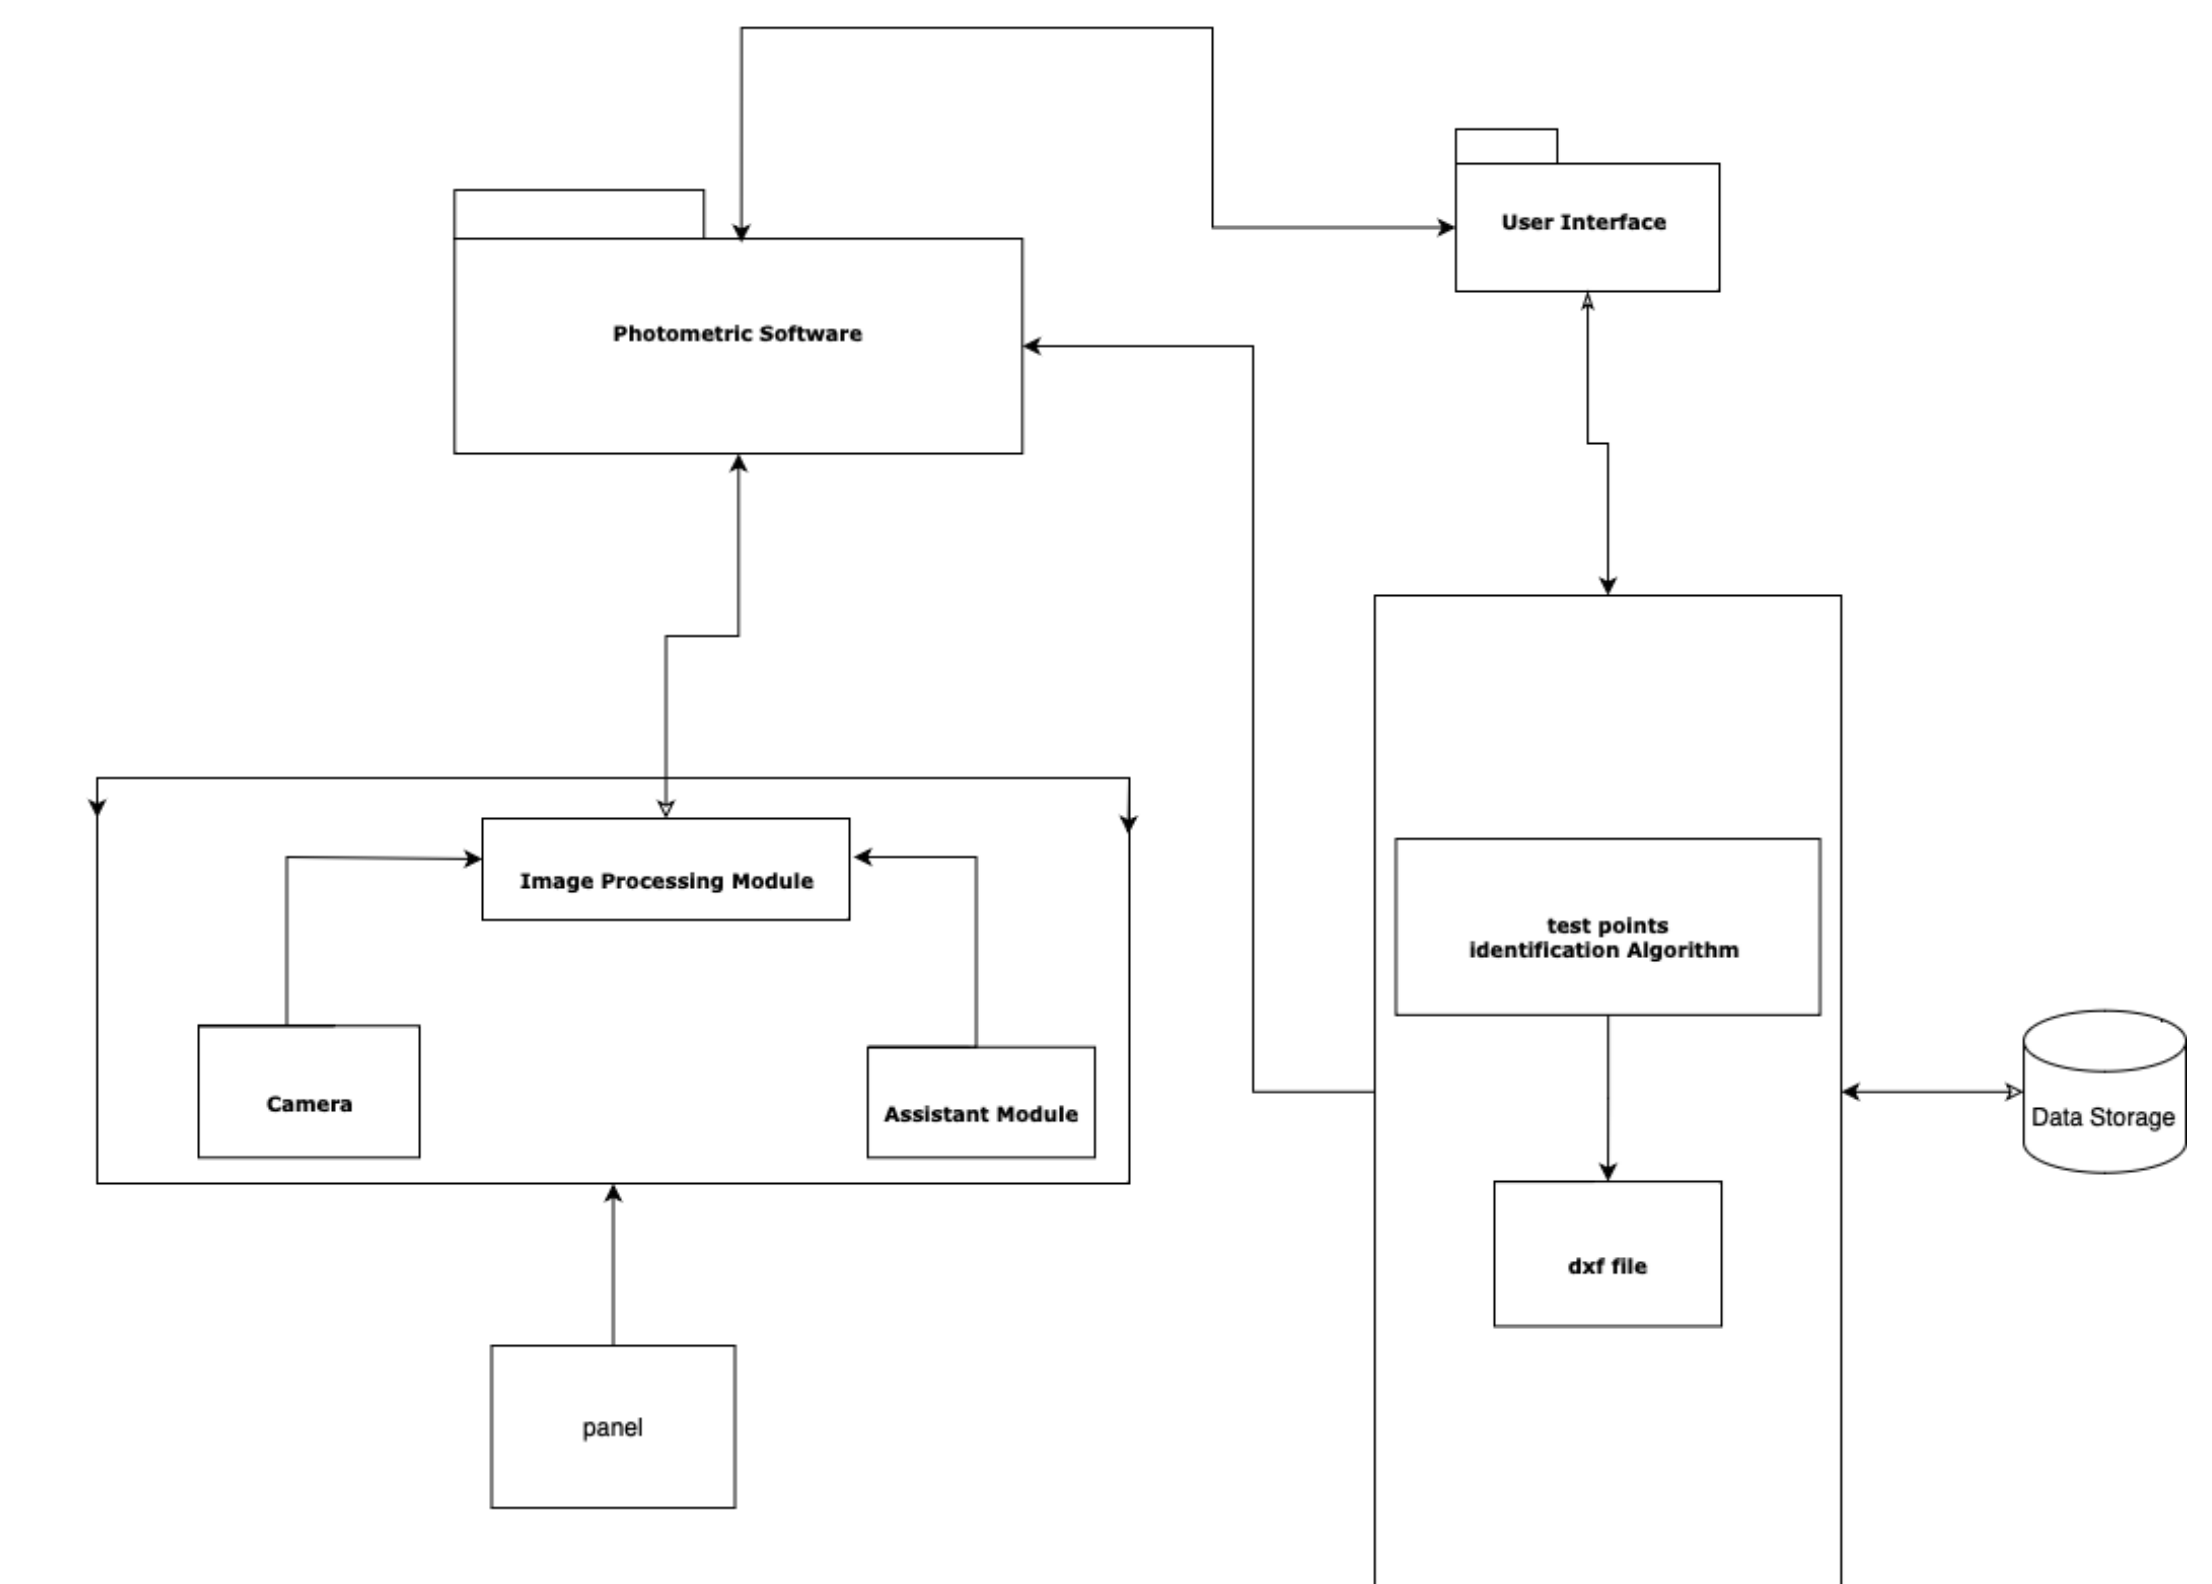 User Interface
Photometric Software
Image Processing Module
test points
identification Algorithm
Camera
Assistant Module
Data Storage
dxf file
panel